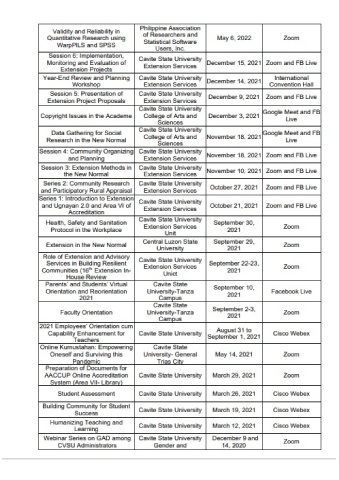 Validity and Reliability in Quantitative Research using WarpPILS and SPSS | Philippine Association of Researchers and Statistical Software Users, Inc. | May 6, 2022 | Zoom
Session 6: Implementation, Monitoring and Evaluation of Extension Projects | Cavite State University Extension Services | December 15, 2021 | Zoom and FB Live
Year-End Review and Planning Workshop | Cavite State University Extension Services | December 14, 2021 | International Convention Hall
Session 5: Presentation of Extension Project Proposals | Cavite State University Extension Services | December 9, 2021 | Zoom and FB Live
Copyright Issues in the Academe | Cavite State University College of Arts and Sciences | December 3, 2021 | Google Meet and FB Live
Data Gathering for Social Research in the New Normal | Cavite State University College of Arts and Sciences | November 18, 2021 | Google Meet and FB Live
Session 4: Community Organizing and Planning | Cavite State University Extension Services | November 18, 2021 | Zoom and FB Live
Session 3: Extension Methods in the New Normal | Cavite State University Extension Services | November 10, 2021 | Zoom and FB Live
Series 2: Community Research and Participatory Rural Appraisal | Cavite State University Extension Services | October 27, 2021 | Zoom and FB Live
Series 1: Introduction to Extension and Ugnayan 2.0 and Area VI of Accreditation | Cavite State University Extension Services | October 21, 2021 | Zoom and FB Live
Health, Safety and Sanitation Protocol in the Workplace | Cavite State University Extension Services Unit | September 30, 2021 | Zoom
Extension in the New Normal | Central Luzon State University | September 29, 2021 | Zoom
Role of Extension and Advisory Services in Building Resilient Communities (16th Extension In-House Review | Cavite State University Extension Services | September 22-23, 2021 | Zoom
Parents' and Students' Virtual Orientation and Reorientation 2021 | Cavite State University-Tanza Campus | September 10, 2021 | Facebook Live
Faculty Orientation | Cavite State University-Tanza Campus | September 2-3, 2021 | Zoom
2021 Employees' Orientation cum Capability Enhancement for Teachers | Cavite State University | August 31 to September 1, 2021 | Cisco Webex
Online Kumustahan: Empowering Oneself and Surviving this Pandemic | Cavite State University- General Trias City | May 14, 2021 | Zoom
Preparation of Documents for AACCUP Online Accreditation System (Area VII- Library) | Cavite State University | March 29, 2021 | Zoom
Student Assessment | Cavite State University | March 26, 2021 | Cisco Webex
Building Community for Student Success | Cavite State University | March 19, 2021 | Cisco Webex
Humanizing Teaching and Learning | Cavite State University | March 12, 2021 | Cisco Webex
Webinar Series on GAD among CVSU Administrators | Cavite State University Gender and | December 9 and 14, 2020 | Zoom